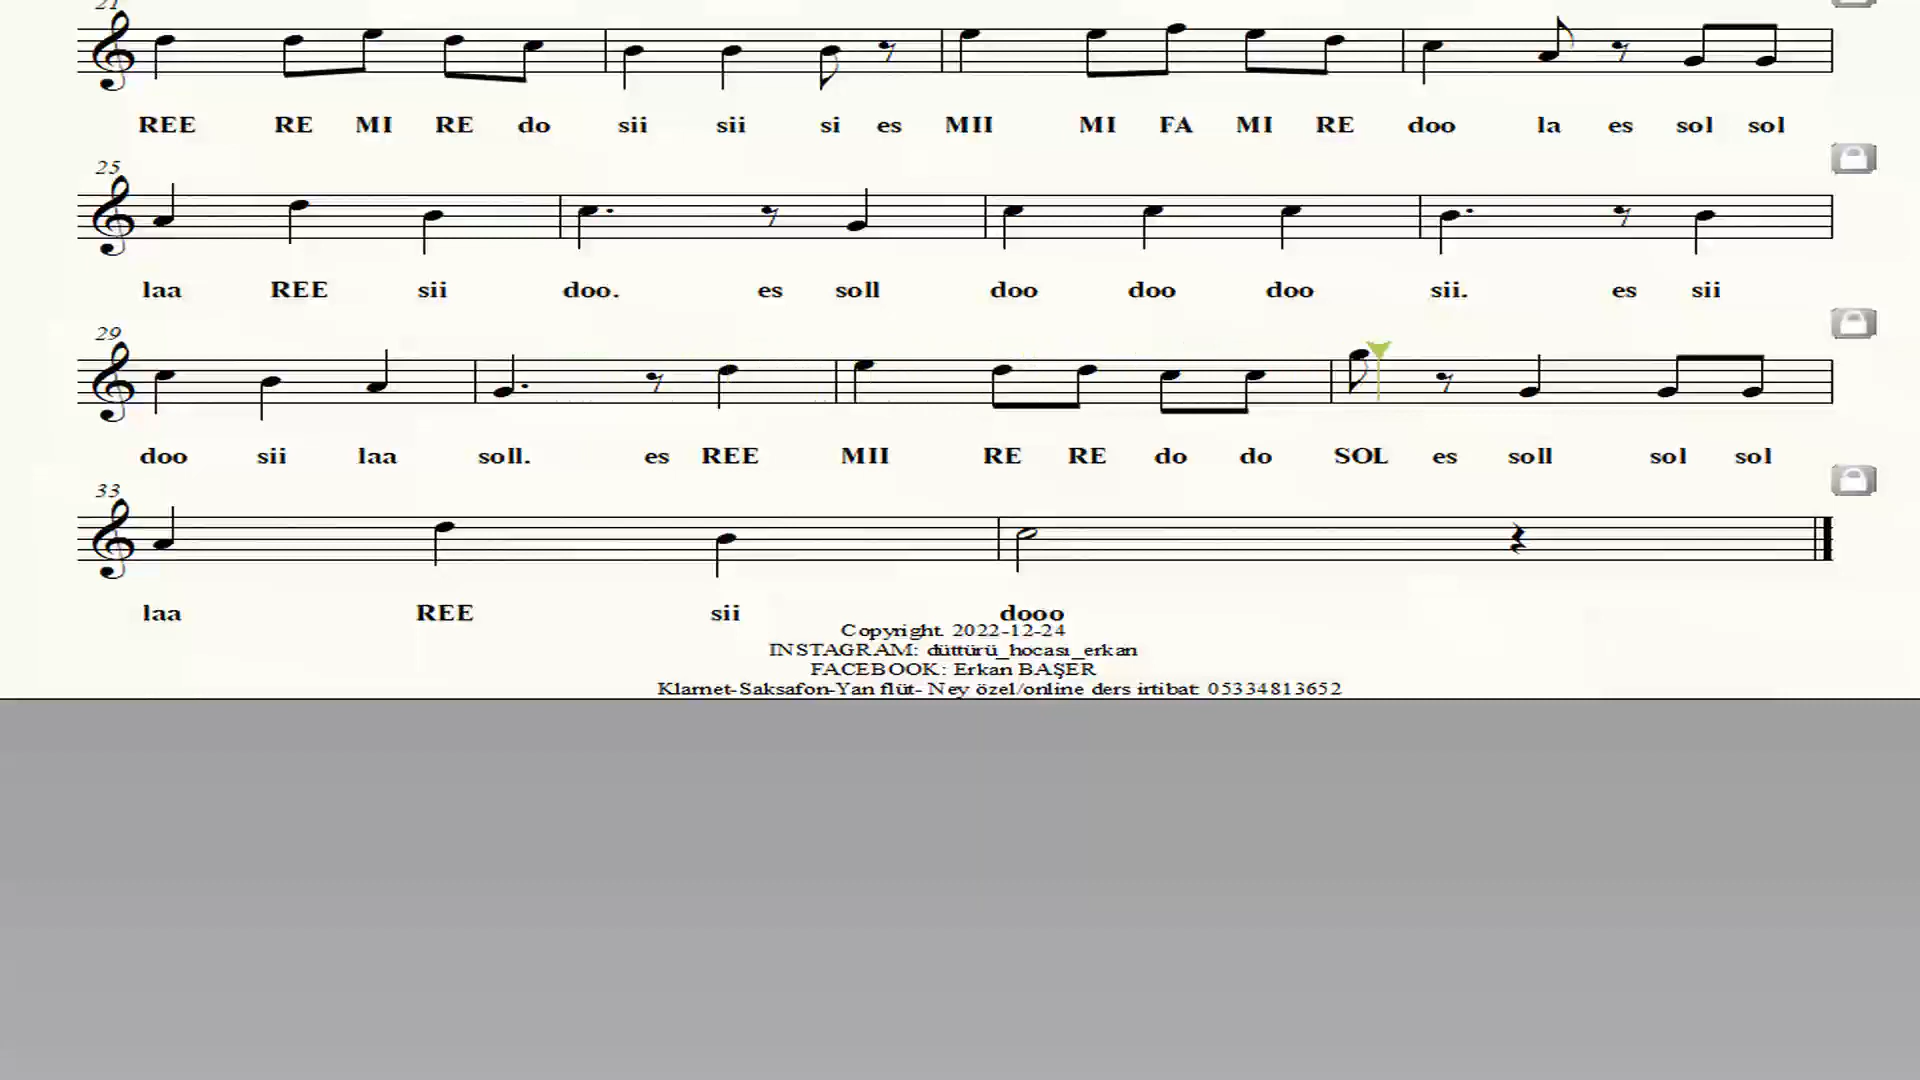 21
REE RE MI RE do sii sii si es MII MI FA MI RE doo la es sol sol
25
laa REE sii doo. es soll doo doo doo sii. es sii
29
doo sii laa soll. es REE MII RE RE do do SOL es soll sol sol
33
laa REE sii dooo
Copyright. 2022-12-24
INSTAGRAM: düttürü_hocası_erkan
FACEBOOK: Erkan BAŞER
Klarnet-Saksafon-Yan flüt- Ney özel/online ders irtibat: 05334813652